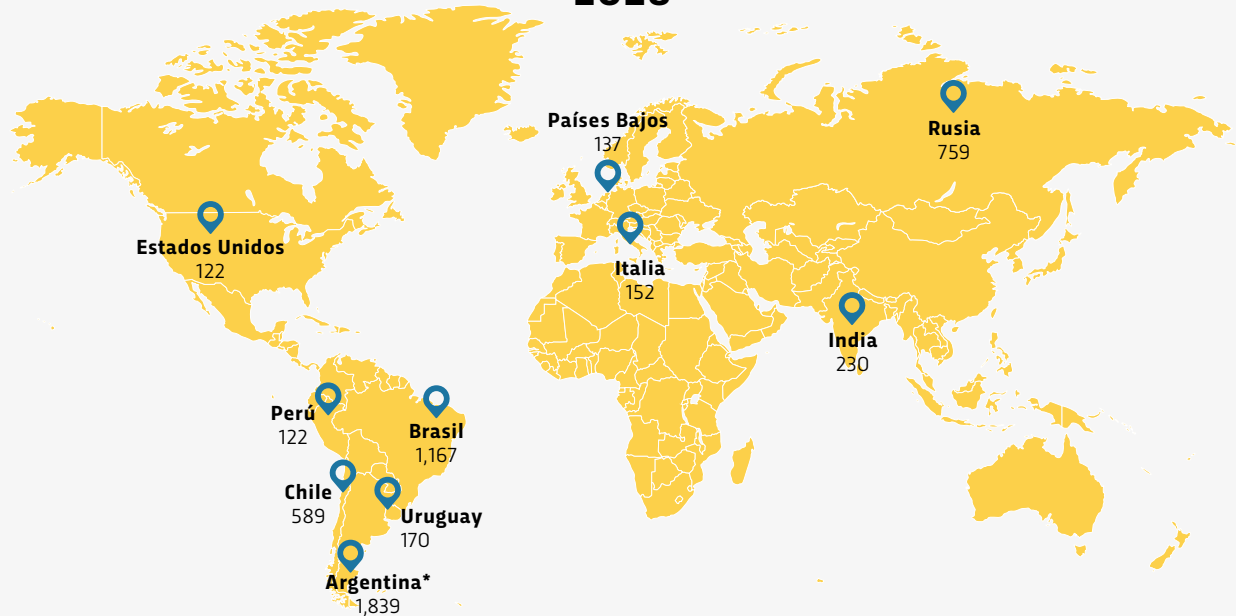 Países Bajos
137
Rusia
759
Estados Unidos
122
Italia
152
India
230
Perú
122
Brasil
1,167
Chile
589
Uruguay
170
Argentina*
1,839